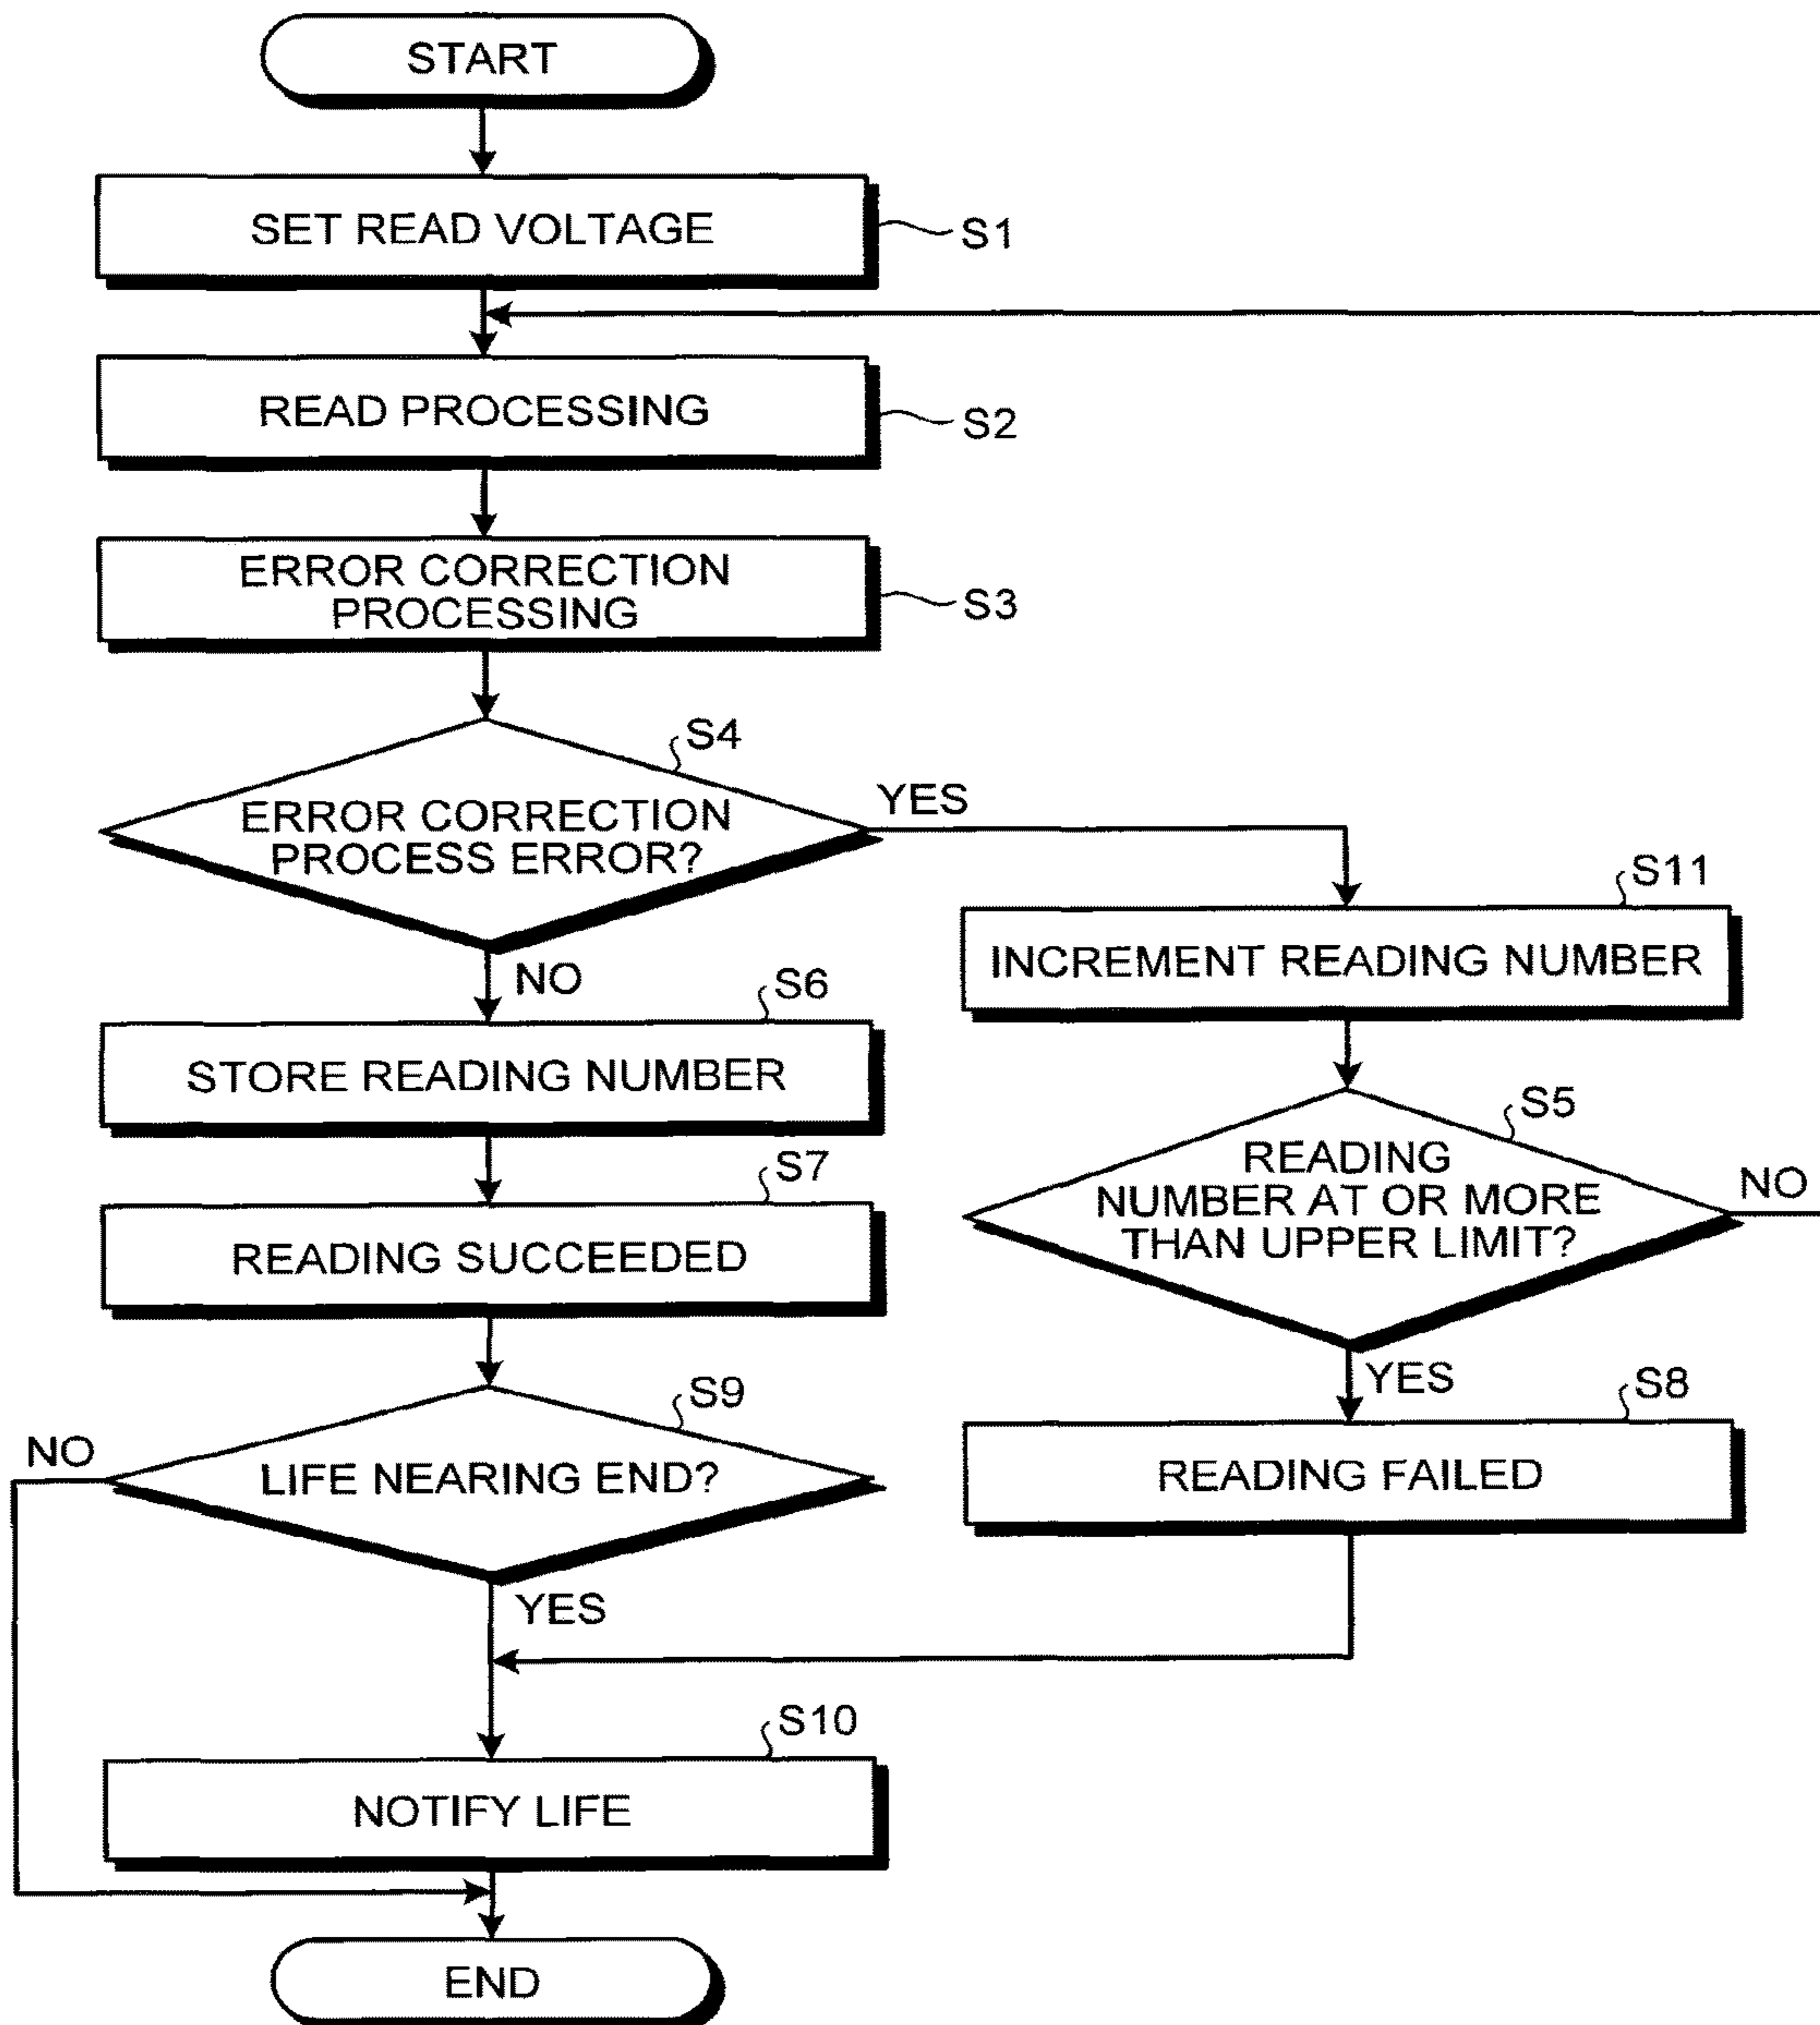 START
SET READ VOLTAGE
S1
READ PROCESSING
S2
ERROR CORRECTION
PROCESSING
S3
S4
ERROR CORRECTION
PROCESS ERROR?
YES
NO
S11
INCREMENT READING NUMBER
S6
STORE READING NUMBER
S5
READING
NUMBER AT OR MORE
THAN UPPER LIMIT?
NO
YES
S7
READING SUCCEEDED
S8
READING FAILED
S9
LIFE NEARING END?
NO
YES
S10
NOTIFY LIFE
END